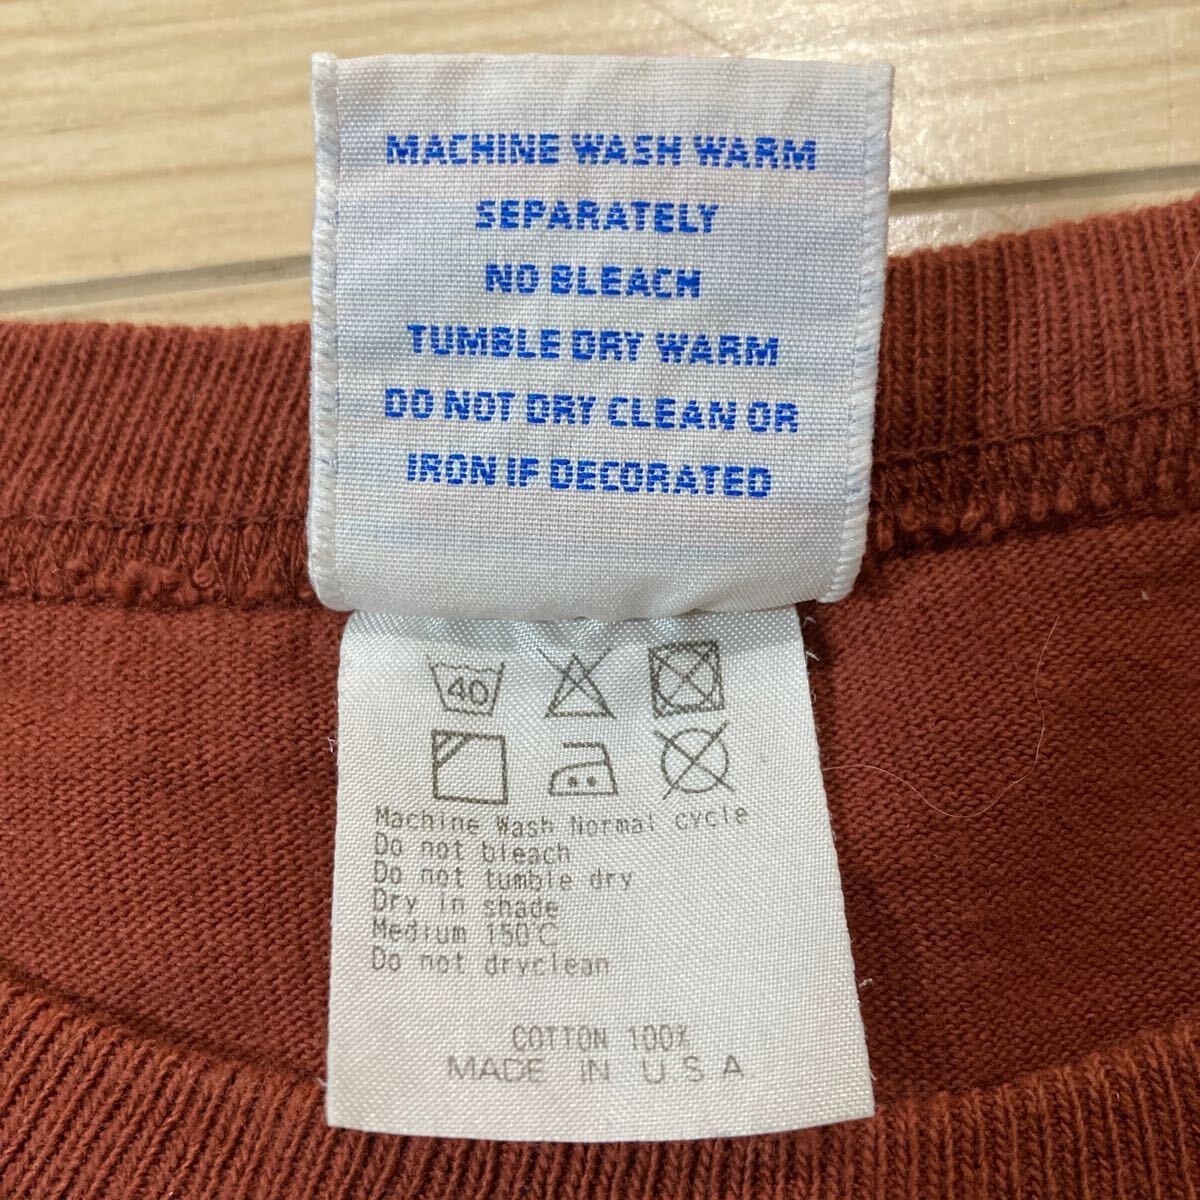 MACHINE WASH WARM
SEPARATELY
NO BLEACH
TUMBLE DRY WARM
DO NOT DRY CLEAN OR
IRON IF DECORATED
40
Machine Wash Normal cycle
Do not bleach
Do not tumble dry
Dry in shade
Medium 150℃
Do not dryclean
COTTON 100%
MADE IN U S A